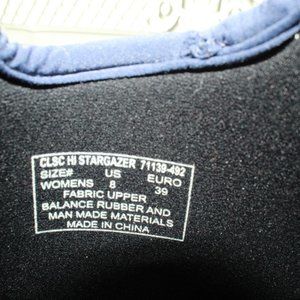 CLSC HI STARGAZER 71139-492
SIZE# US EURO
WOMENS 8 39
FABRIC UPPER
BALANCE RUBBER AND
MAN MADE MATERIALS
MADE IN CHINA